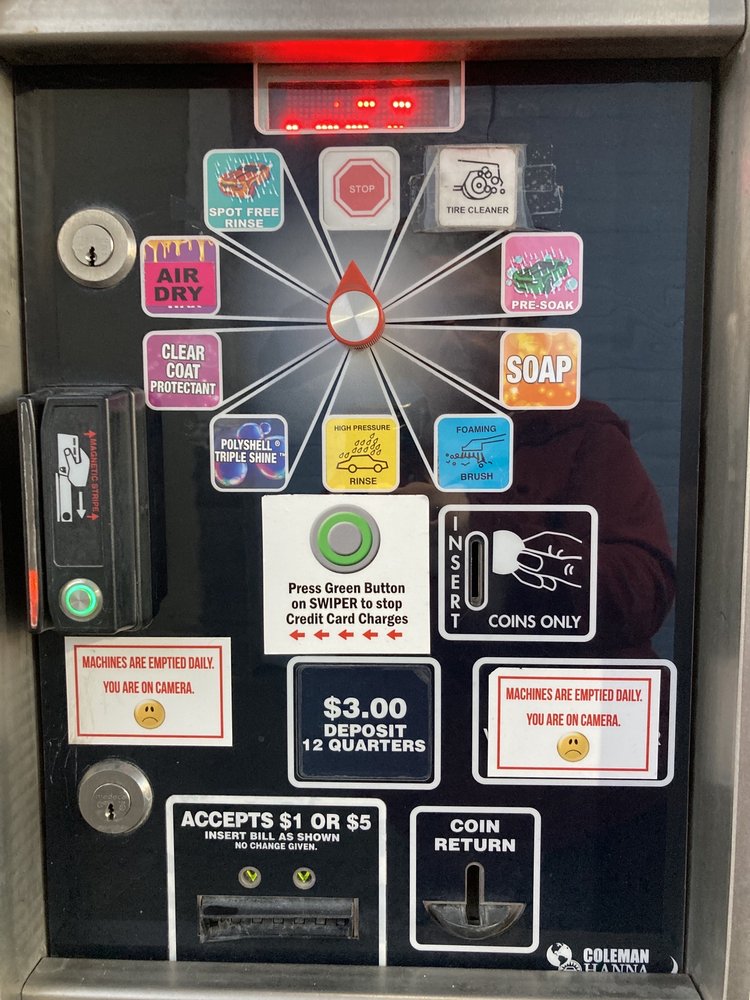 SPOT FREE
RINSE
STOP
TIRE CLEANER
AIR
DRY
PRE-SOAK
CLEAR
COAT
PROTECTANT
SOAP
POLYSHELL®
TRIPLE SHINE™
HIGH PRESSURE
RINSE
FOAMING
BRUSH
MAGNETIC STRIPE
Press Green Button
on SWIPER to stop
Credit Card Charges
INSERT
COINS ONLY
MACHINES ARE EMPTIED DAILY.
YOU ARE ON CAMERA.
$3.00
DEPOSIT
12 QUARTERS
MACHINES ARE EMPTIED DAILY.
YOU ARE ON CAMERA.
ACCEPTS $1 OR $5
INSERT BILL AS SHOWN
NO CHANGE GIVEN.
COIN
RETURN
COLEMAN
HANNA